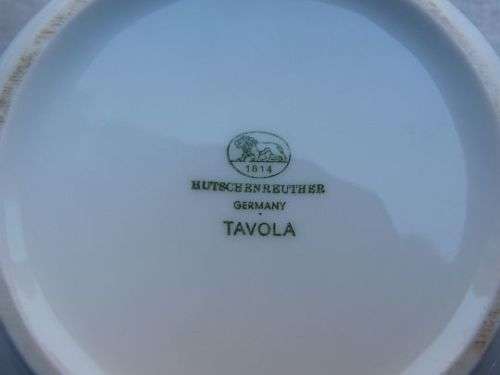 1814
HUTSCHENREUTHER
GERMANY
TAVOLA